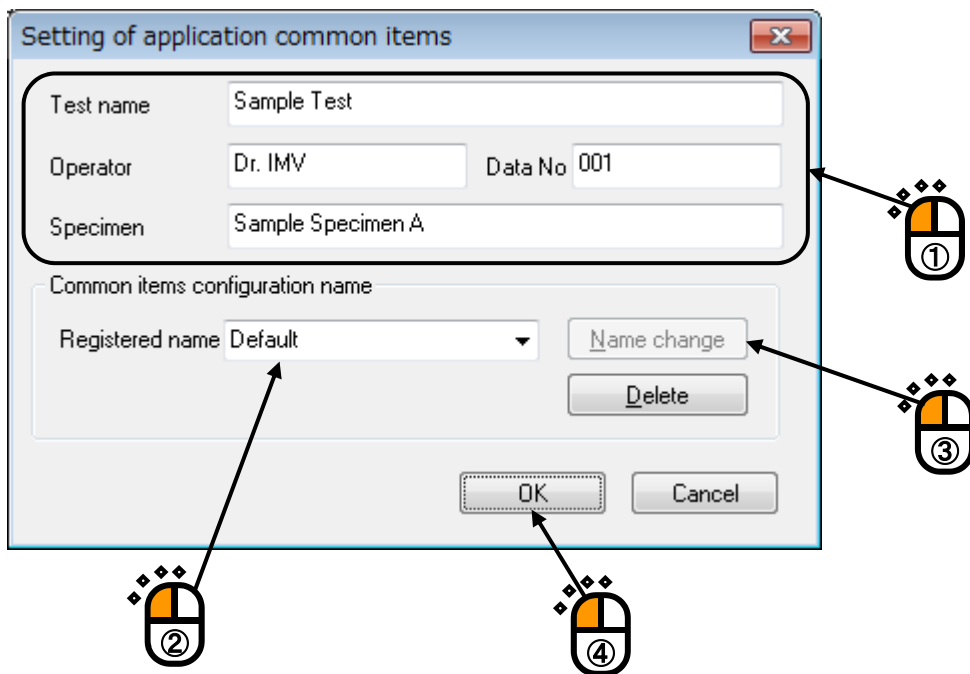 Setting of application common items
Test name Sample Test
Operator Dr. IMV Data No 001
①
Specimen Sample Specimen A
Common items configuration name
Registered name Default Name change
Delete
③
OK Cancel
②
④